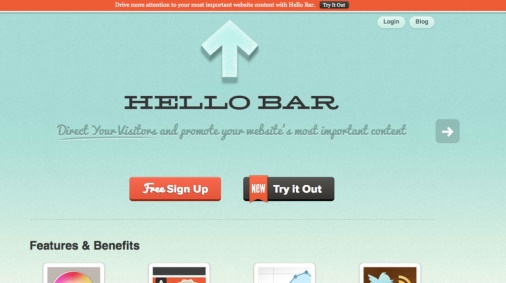 Drive more attention to your most important website content with Hello Bar. Try It Out
Login Blog
HELLO BAR
Direct Your Visitors and promote your website's most important content
Free Sign Up
NEW Try it Out
Features & Benefits